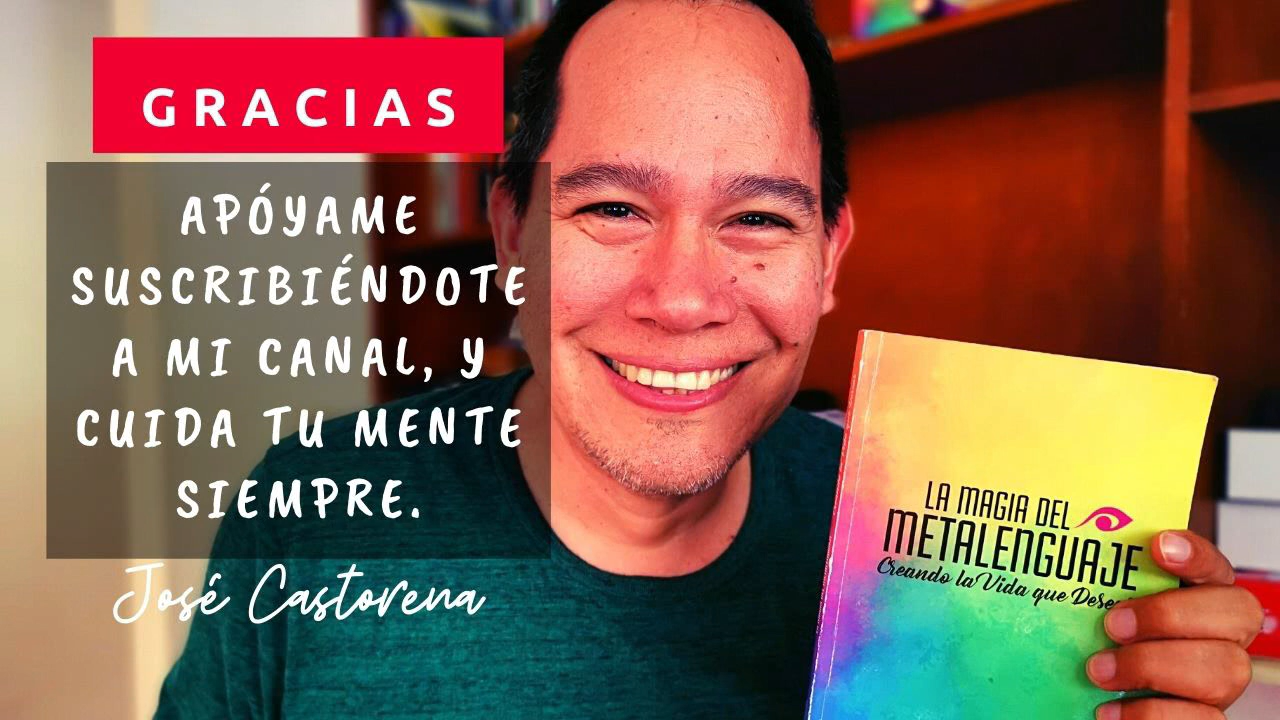 GRACIAS
APÓYAME
SUSCRIBIÉNDOTE
A MI CANAL, Y
CUIDA TU MENTE
SIEMPRE.
José Castorena
LA MAGIA DEL
METALENGUAJE
Creando la Vida que